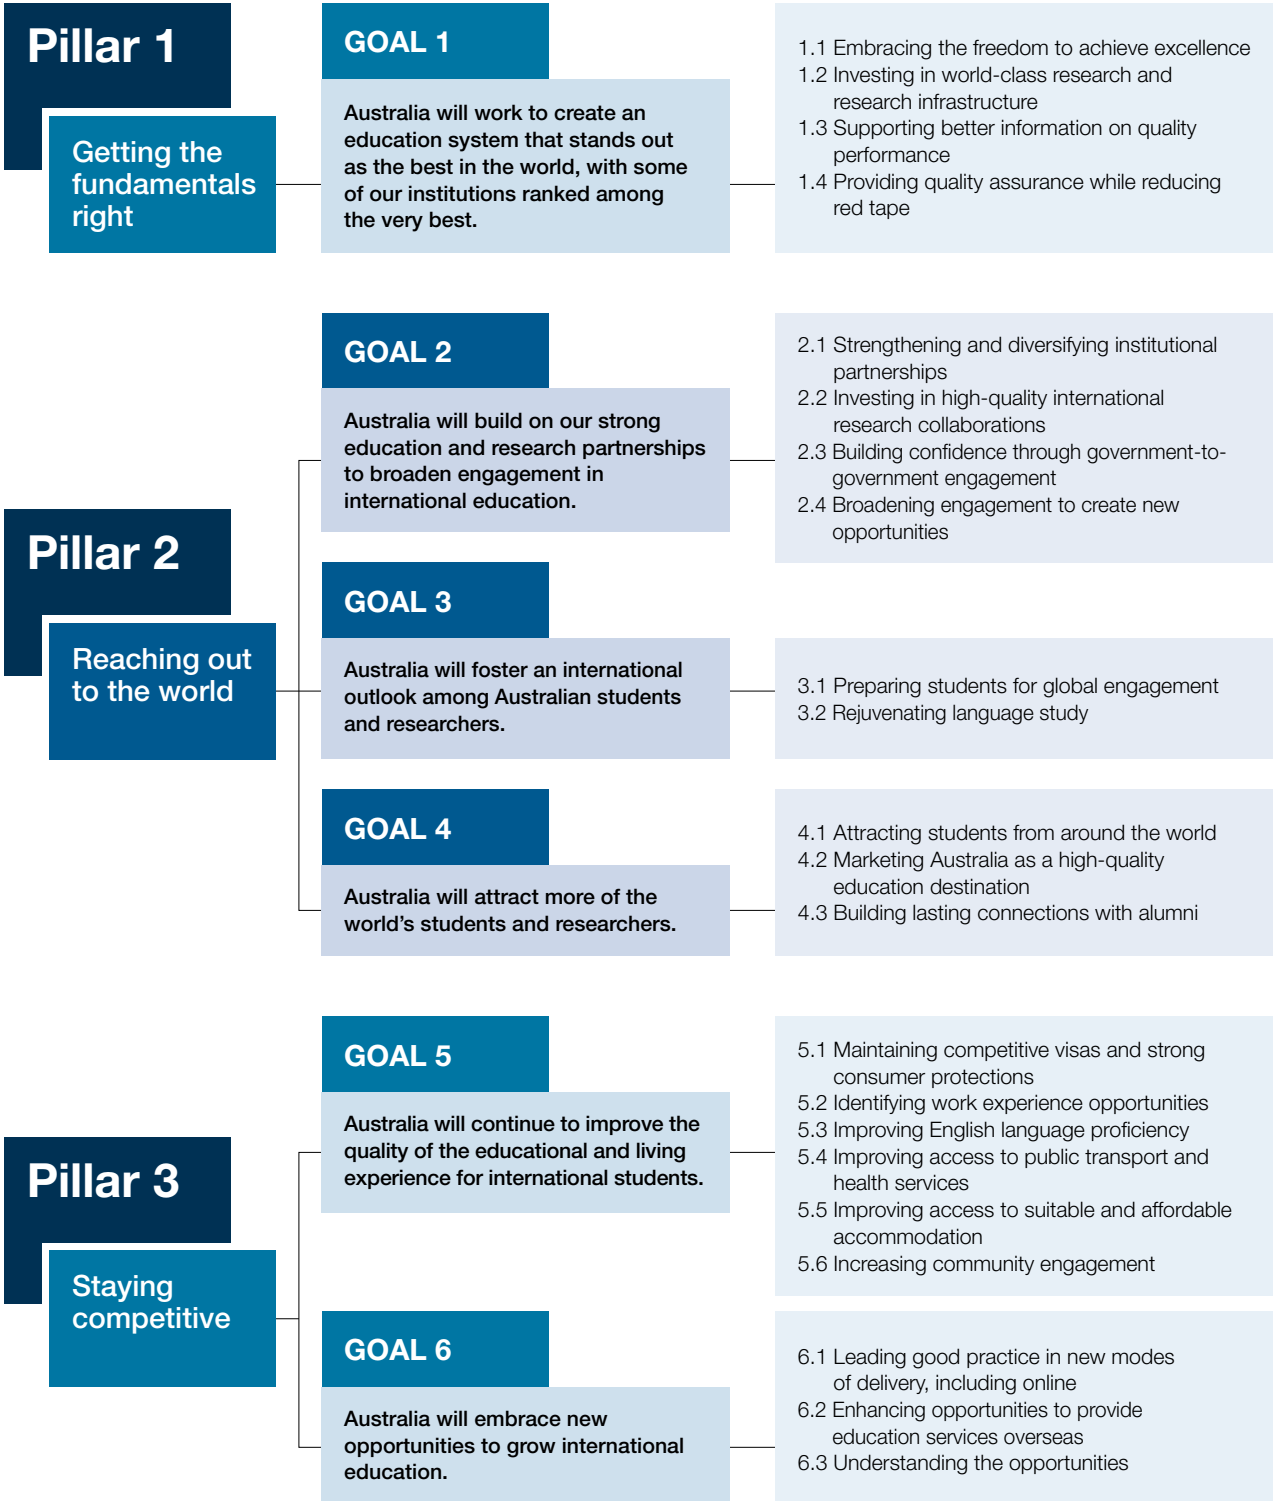 Pillar 1
Getting the
fundamentals
right
GOAL 1
Australia will work to create an
education system that stands out
as the best in the world, with some
of our institutions ranked among
the very best.
1.1 Embracing the freedom to achieve excellence
1.2 Investing in world-class research and
research infrastructure
1.3 Supporting better information on quality
performance
1.4 Providing quality assurance while reducing
red tape
Pillar 2
Reaching out
to the world
GOAL 2
Australia will build on our strong
education and research partnerships
to broaden engagement in
international education.
2.1 Strengthening and diversifying institutional
partnerships
2.2 Investing in high-quality international
research collaborations
2.3 Building confidence through government-to-
government engagement
2.4 Broadening engagement to create new
opportunities
GOAL 3
Australia will foster an international
outlook among Australian students
and researchers.
3.1 Preparing students for global engagement
3.2 Rejuvenating language study
GOAL 4
Australia will attract more of the
world’s students and researchers.
4.1 Attracting students from around the world
4.2 Marketing Australia as a high-quality
education destination
4.3 Building lasting connections with alumni
Pillar 3
Staying
competitive
GOAL 5
Australia will continue to improve the
quality of the educational and living
experience for international students.
5.1 Maintaining competitive visas and strong
consumer protections
5.2 Identifying work experience opportunities
5.3 Improving English language proficiency
5.4 Improving access to public transport and
health services
5.5 Improving access to suitable and affordable
accommodation
5.6 Increasing community engagement
GOAL 6
Australia will embrace new
opportunities to grow international
education.
6.1 Leading good practice in new modes
of delivery, including online
6.2 Enhancing opportunities to provide
education services overseas
6.3 Understanding the opportunities